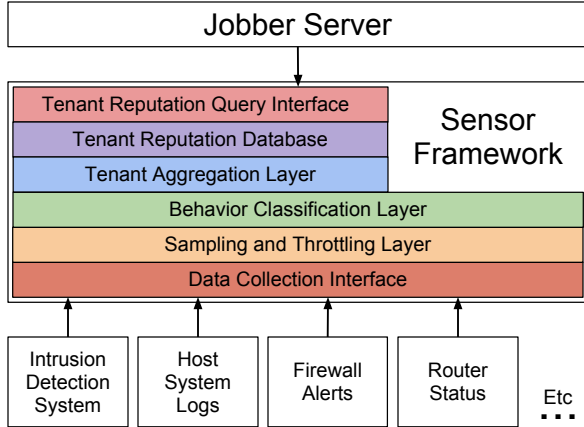 Jobber Server
Tenant Reputation Query Interface
Tenant Reputation Database
Tenant Aggregation Layer
Sensor
Framework
Behavior Classification Layer
Sampling and Throttling Layer
Data Collection Interface
Intrusion
Detection
System
Host
System
Logs
Firewall
Alerts
Router
Status
Etc
...